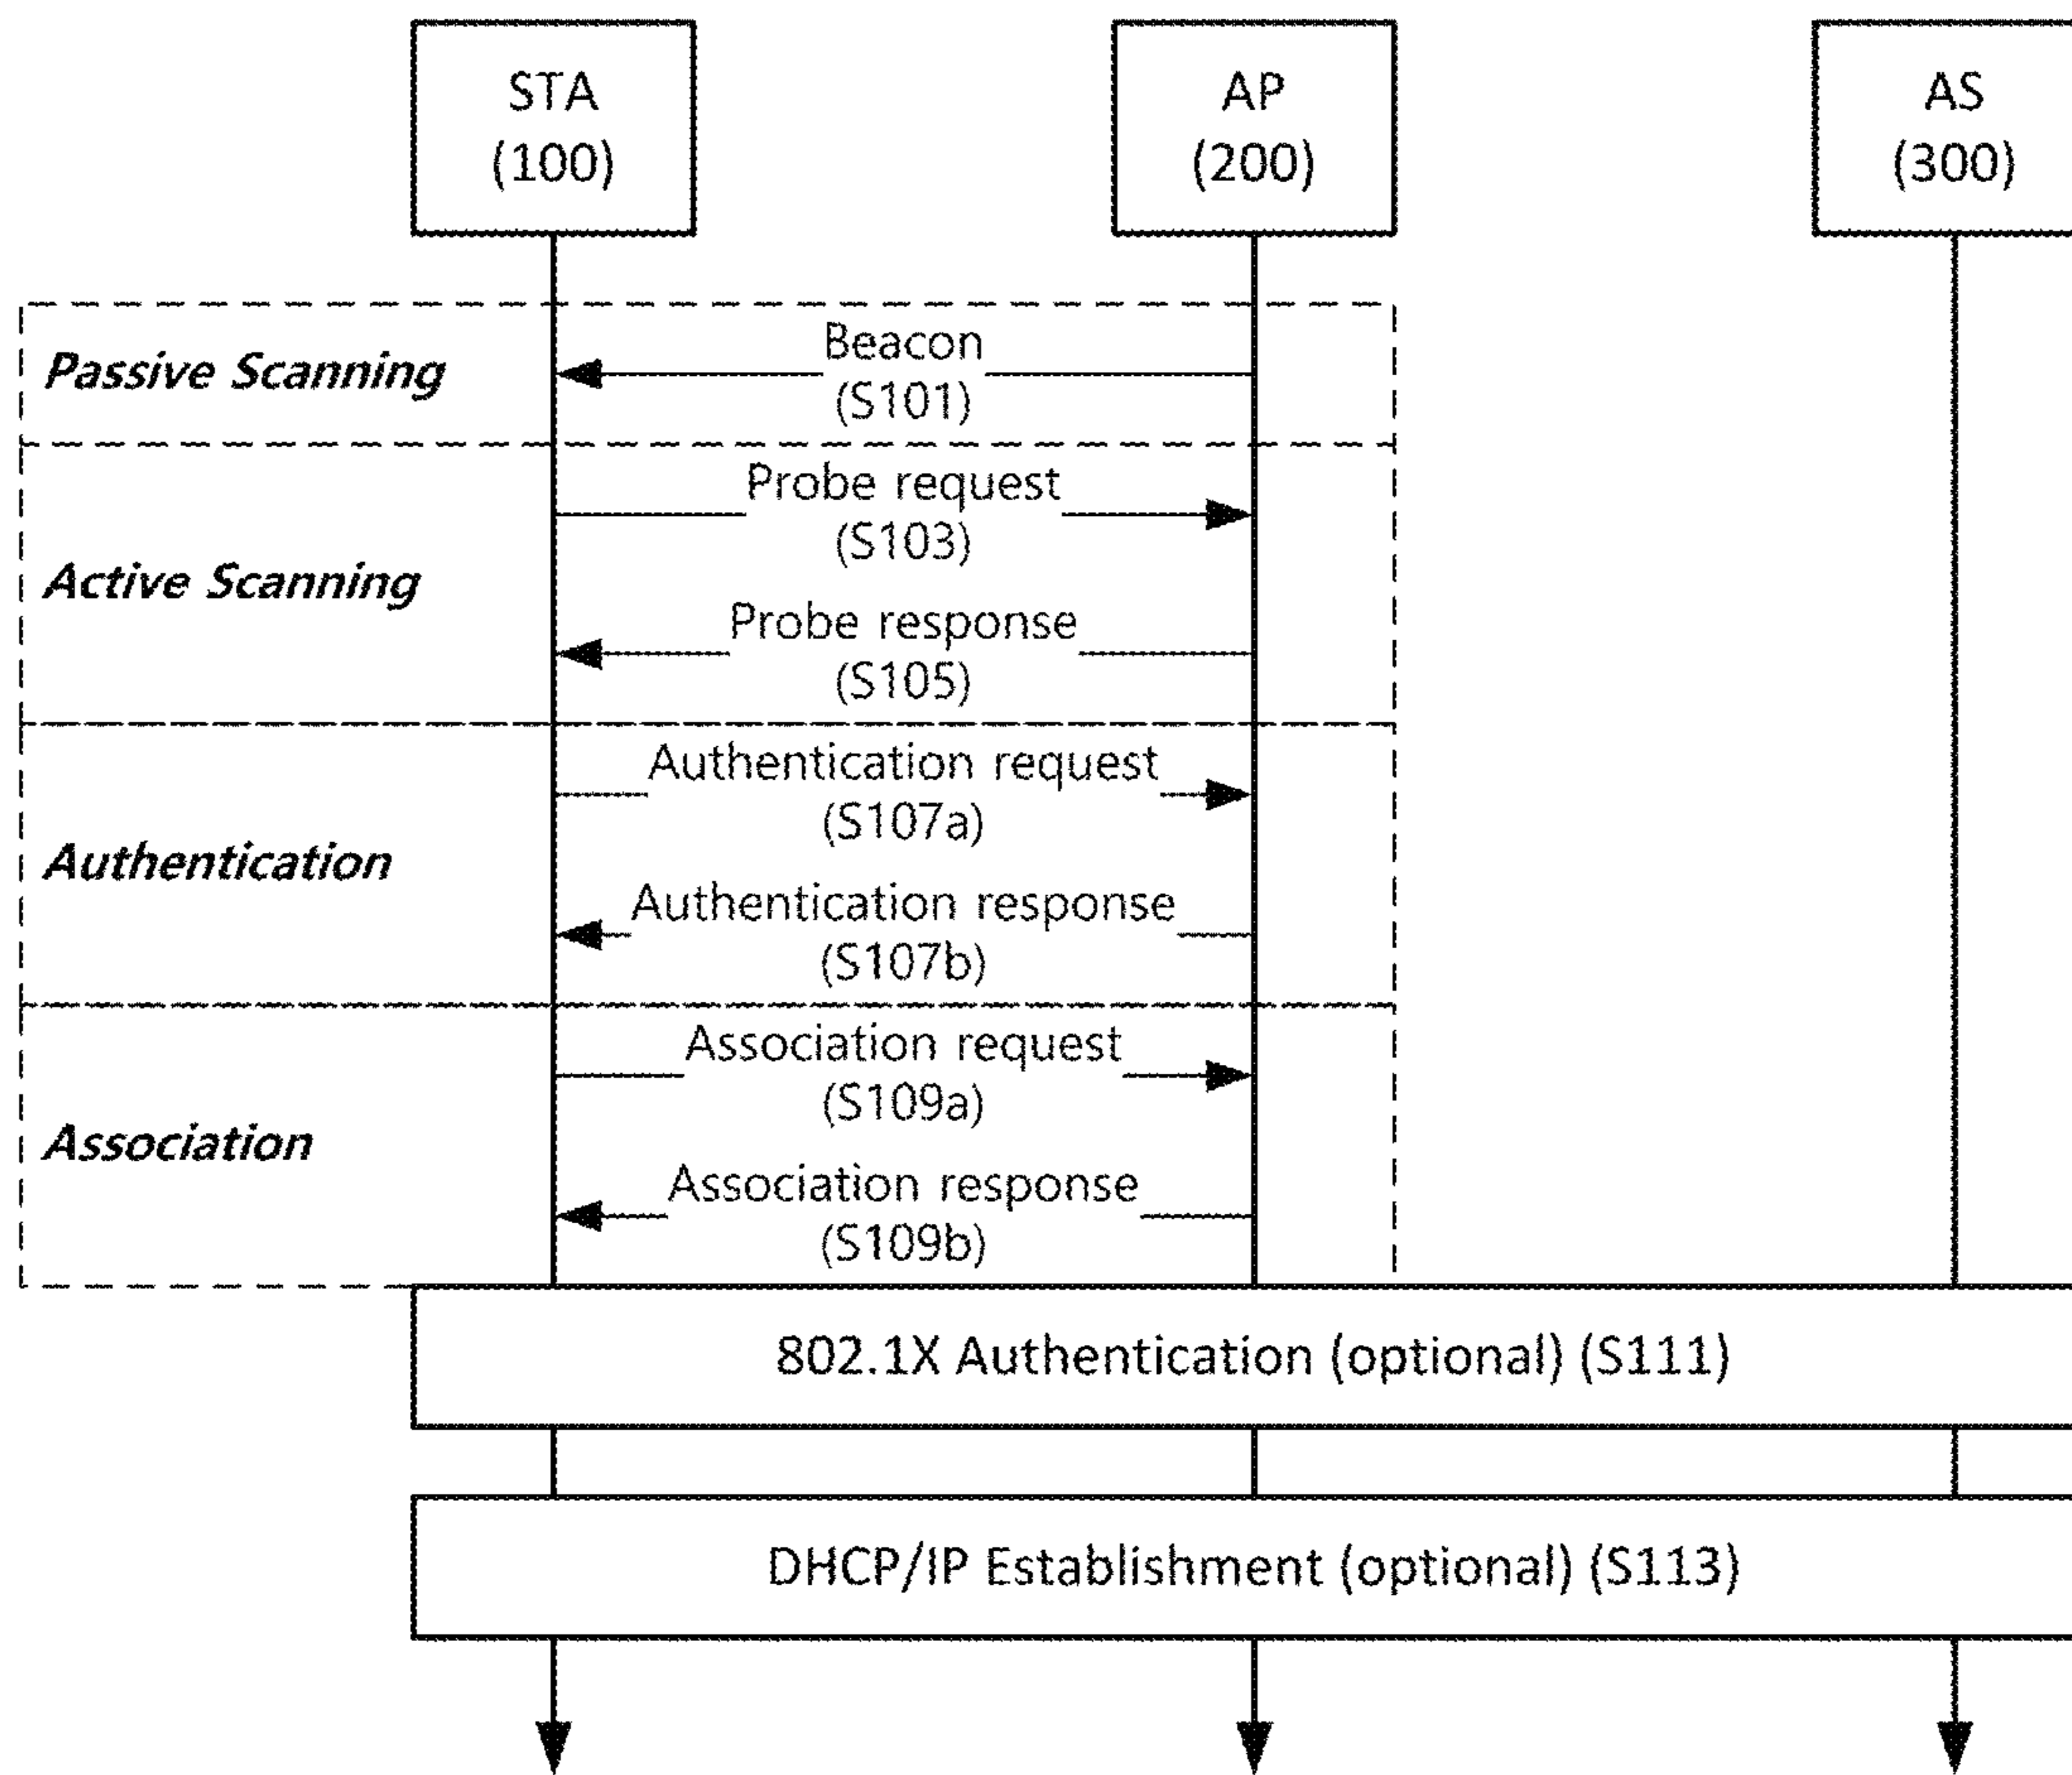 STA
(100)
AP
(200)
AS
(300)
Passive Scanning
Beacon
(S101)
Active Scanning
Probe request
(S103)
Probe response
(S105)
Authentication
Authentication request
(S107a)
Authentication response
(S107b)
Association
Association request
(S109a)
Association response
(S109b)
802.1X Authentication (optional) (S111)
DHCP/IP Establishment (optional) (S113)